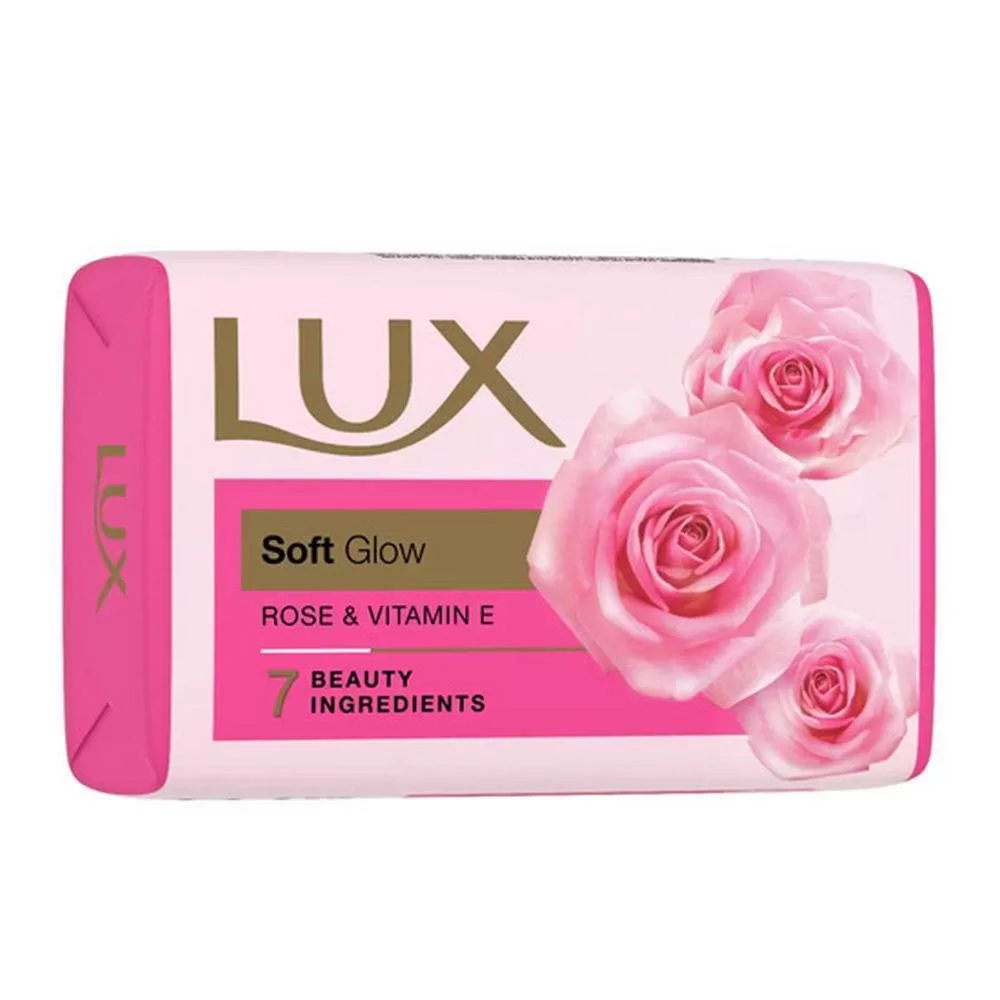 LUX
LUX
Soft Glow
ROSE & VITAMIN E
7 BEAUTY
INGREDIENTS